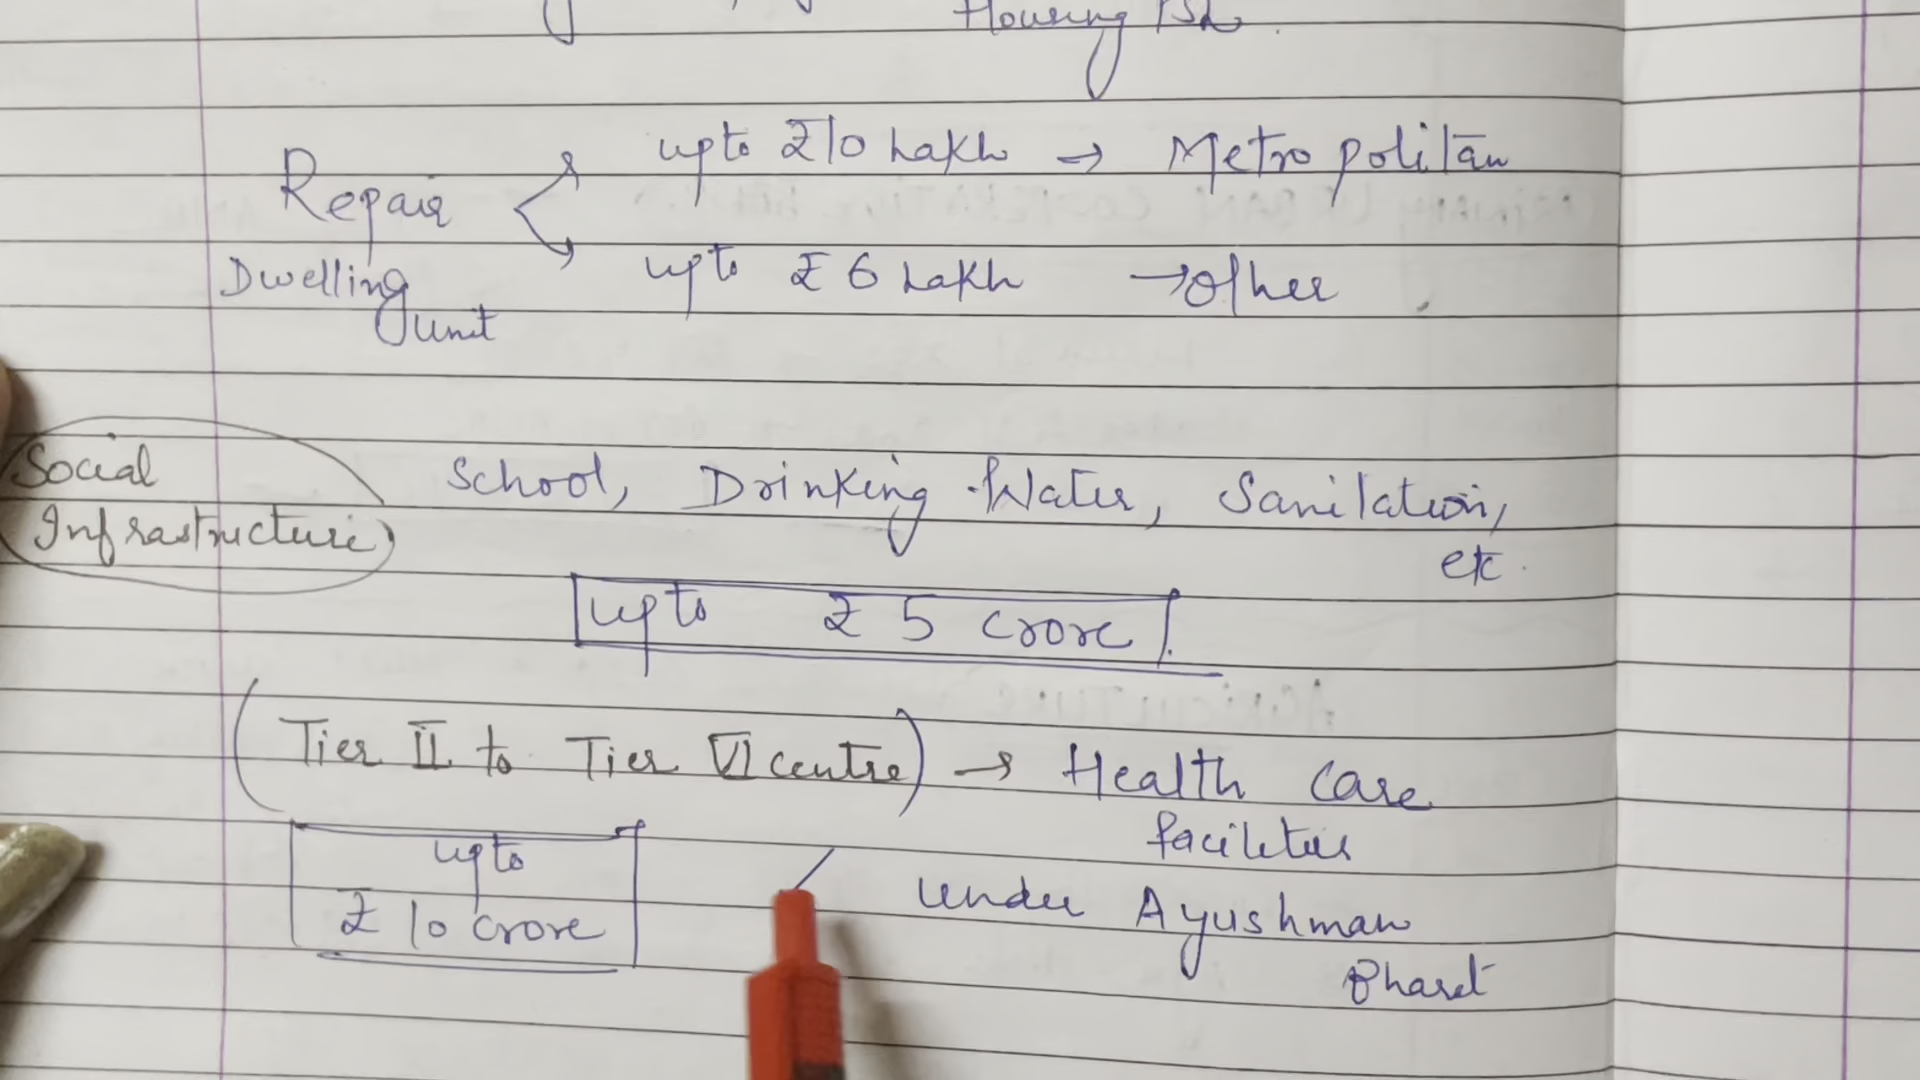 Housing
Repair
Dwelling
unit
upto ₹10 Lakh → Metropolitan
upto ₹ 6 Lakh → Other
Social
Infrastructure
School, Drinking Water, Sanitation,
etc.
upto ₹ 5 crore
(Tier II to Tier VI centre) → Health Care
facilities
upto
₹ 10 crore
under Ayushman
Bharat